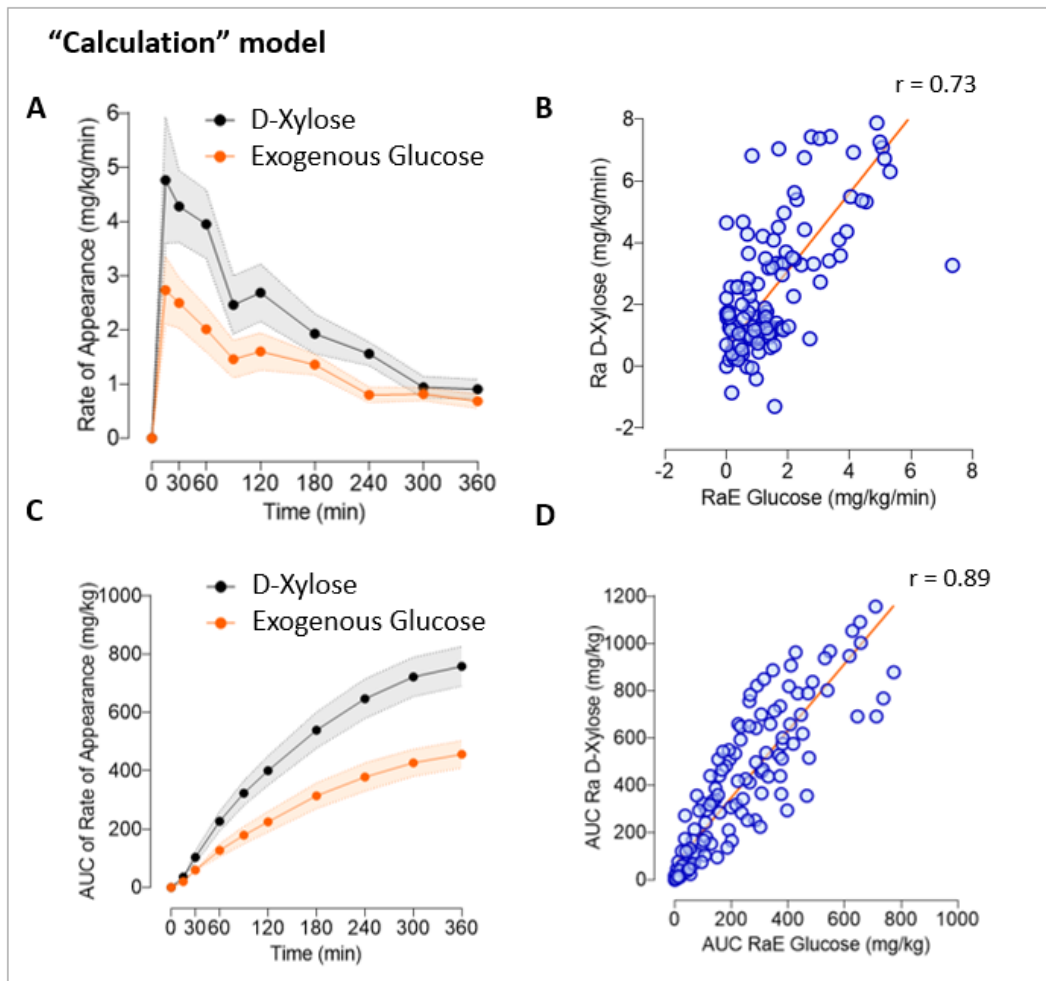 “Calculation” model
A
D-Xylose
Exogenous Glucose
Rate of Appearance (mg/kg/min)
6
5
4
3
2
1
0
0 30 60 120 180 240 300 360
Time (min)
B
r = 0.73
Ra D-Xylose (mg/kg/min)
8
6
4
2
0
-2
-2 0 2 4 6 8
RaE Glucose (mg/kg/min)
C
D-Xylose
Exogenous Glucose
AUC of Rate of Appearance (mg/kg)
1000
800
600
400
200
0
0 30 60 120 180 240 300 360
Time (min)
D
r = 0.89
AUC Ra D-Xylose (mg/kg)
1200
1000
800
600
400
200
0
0 200 400 600 800 1000
AUC RaE Glucose (mg/kg)